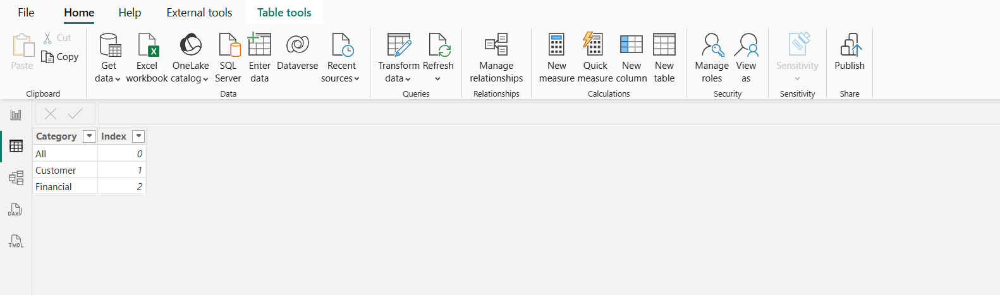 File Home Help External tools Table tools
Paste Cut Copy
Clipboard
Get data Excel workbook OneLake catalog SQL Server Enter data Dataverse Recent sources
Data
Transform data Refresh
Queries
Manage relationships
Relationships
New measure Quick measure New column New table
Calculations
Manage roles View as
Security
Sensitivity
Sensitivity
Publish
Share
DAX
TMDL
Category Index
All 0
Customer 1
Financial 2